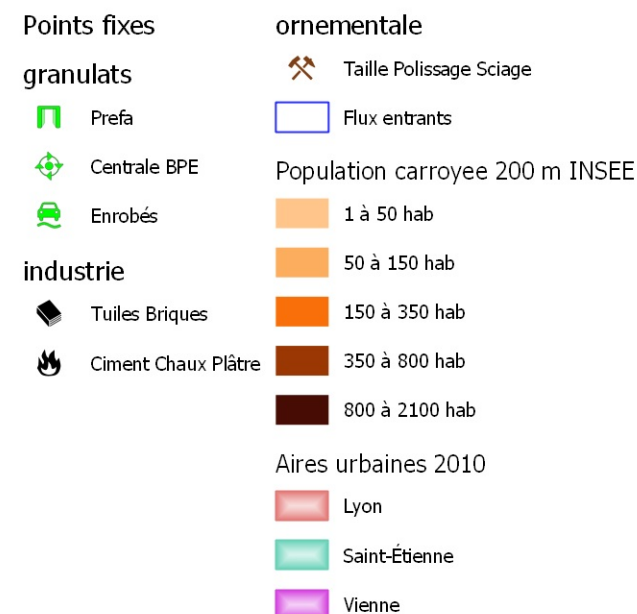 Points fixes
granulats
Prefa
Centrale BPE
Enrobés
industrie
Tuiles Briques
Ciment Chaux Plâtre
ornementale
Taille Polissage Sciage
Flux entrants
Population carroyee 200 m INSEE
1 à 50 hab
50 à 150 hab
150 à 350 hab
350 à 800 hab
800 à 2100 hab
Aires urbaines 2010
Lyon
Saint-Étienne
Vienne